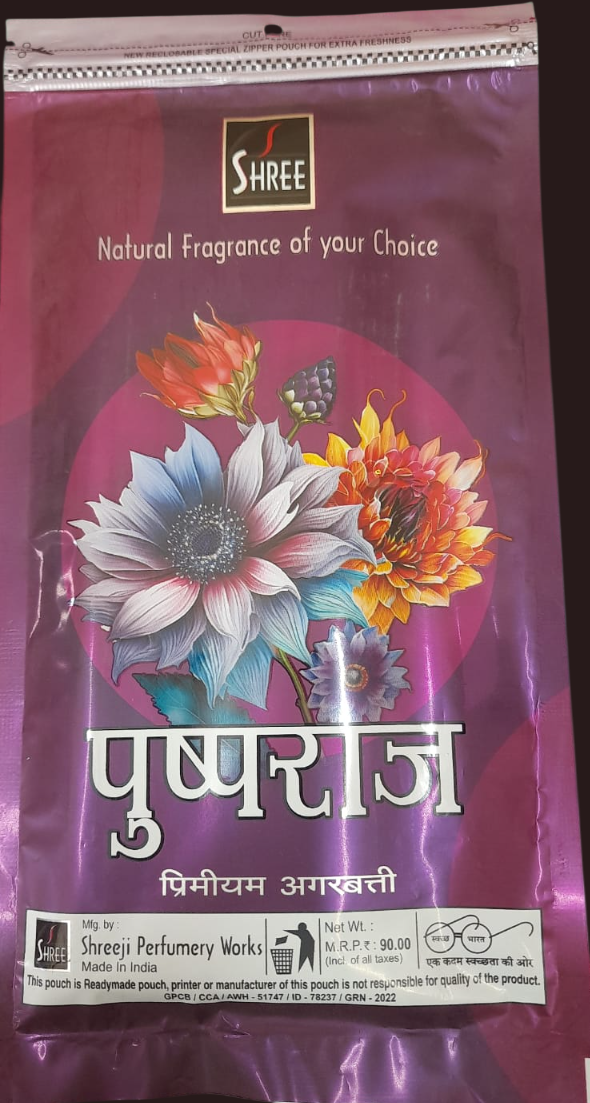 CUT HERE
NEW RECLOSABLE SPECIAL ZIPPER POUCH FOR EXTRA FRESHNESS
SHREE
Natural Fragrance of your Choice
पुष्पराज
प्रिमीयम अगरबत्ती
SHREE
Mfg. by :
Shreeji Perfumery Works
Made in India
Net Wt. :
M.R.P.₹ : 90.00
(Incl. of all taxes)
स्वच्छ भारत
एक कदम स्वच्छता की ओर
This pouch is Readymade pouch, printer or manufacturer of this pouch is not responsible for quality of the product.
GPCB / CCA / AWH - 51747 / ID - 78237 / GRN - 2022